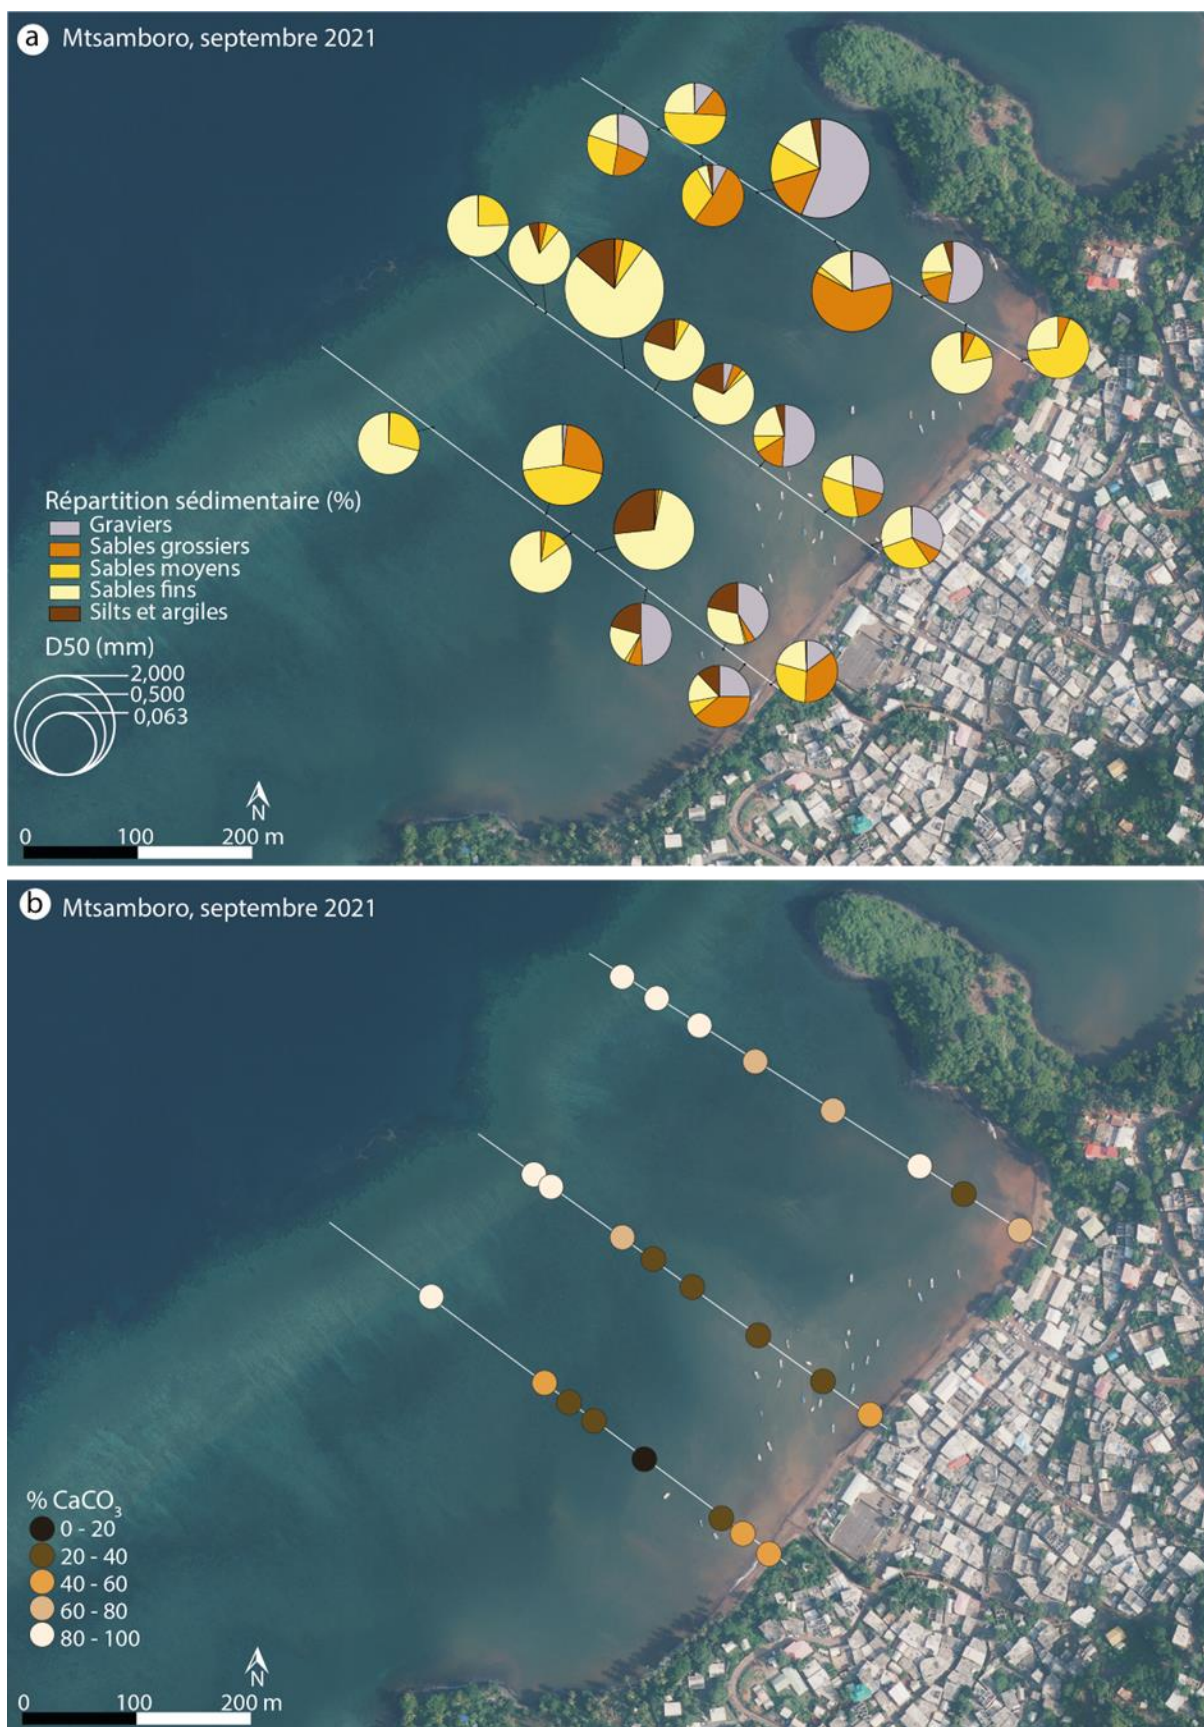 a Mtsamboro, septembre 2021
Répartition sédimentaire (%)
Graviers
Sables grossiers
Sables moyens
Sables fins
Silts et argiles
D50 (mm)
2,000
0,500
0,063
N
0 100 200 m
b Mtsamboro, septembre 2021
% CaCO₃
0 - 20
20 - 40
40 - 60
60 - 80
80 - 100
N
0 100 200 m